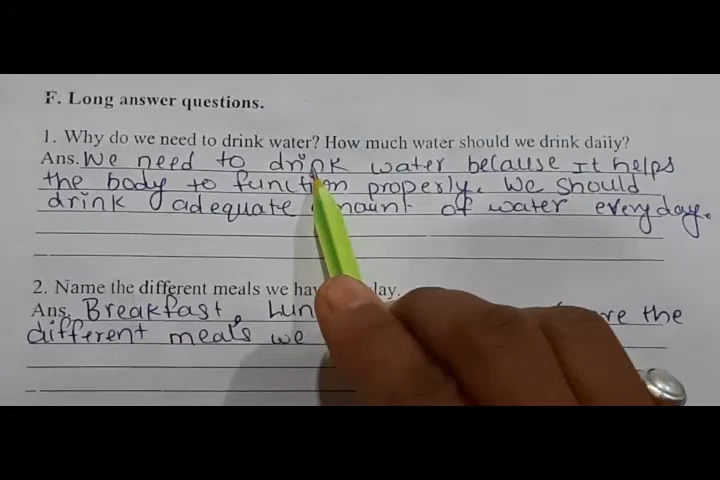 F. Long answer questions.
1. Why do we need to drink water? How much water should we drink daily?
Ans. We need to drink water because It helps
the body to function properly. We should
drink adequate amount of water everyday.
2. Name the different meals we have day.
Ans. Breakfast, the
different meals we